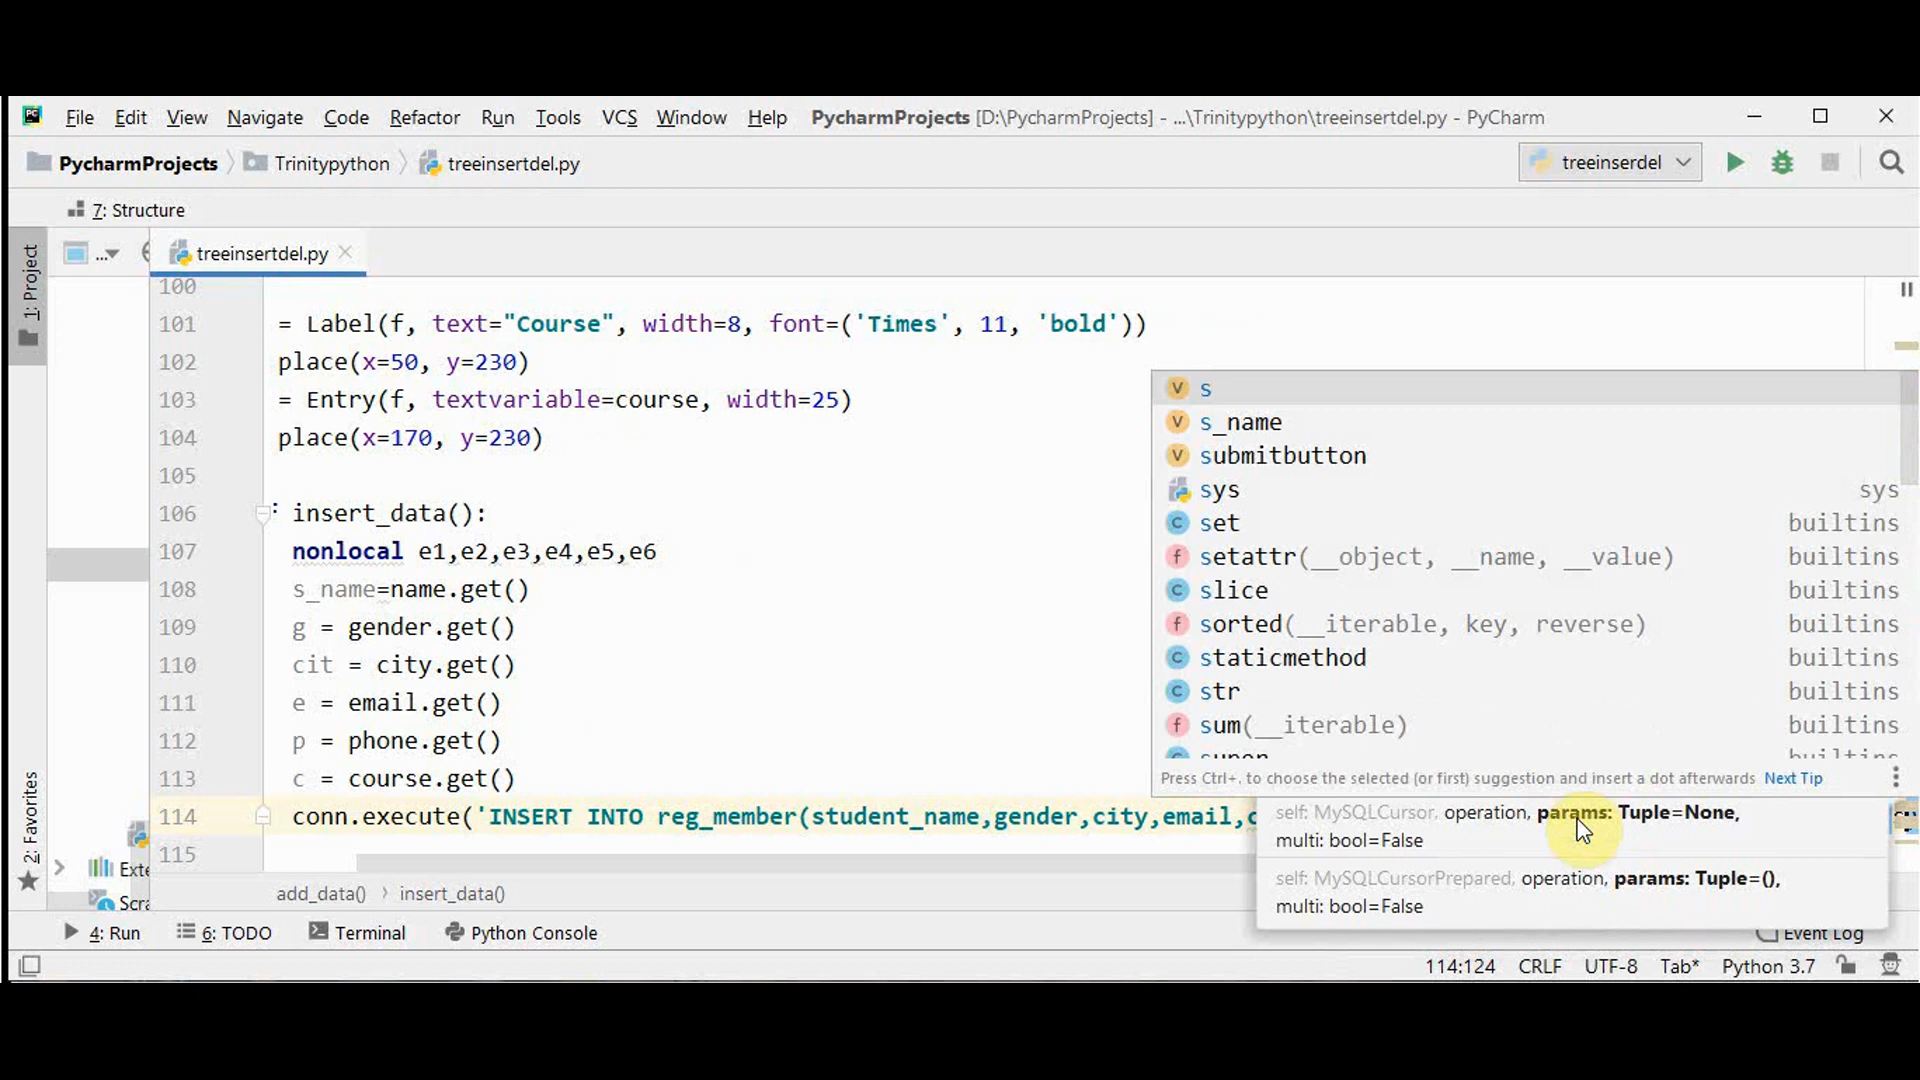 File Edit View Navigate Code Refactor Run Tools VCS Window Help PycharmProjects [D:\PycharmProjects] - ...\Trinitypython\treeinsertdel.py - PyCharm
PycharmProjects Trinitypython treeinsertdel.py treeinserdel
7: Structure
1: Project
... treeinsertdel.py
100
101 = Label(f, text="Course", width=8, font=('Times', 11, 'bold'))
102 place(x=50, y=230)
103 = Entry(f, textvariable=course, width=25)
104 place(x=170, y=230)
105
106 : insert_data():
107 nonlocal e1,e2,e3,e4,e5,e6
108 s_name=name.get()
109 g = gender.get()
110 cit = city.get()
111 e = email.get()
112 p = phone.get()
113 c = course.get()
114 conn.execute('INSERT INTO reg_member(student_name,gender,city,email,
115
s
s_name
submitbutton
sys sys
set builtins
setattr(__object, __name, __value) builtins
slice builtins
sorted(__iterable, key, reverse) builtins
staticmethod builtins
str builtins
sum(__iterable) builtins
Press Ctrl+. to choose the selected (or first) suggestion and insert a dot afterwards Next Tip
self: MySQLCursor, operation, params: Tuple=None,
multi: bool=False
self: MySQLCursorPrepared, operation, params: Tuple=(),
multi: bool=False
2: Favorites
Exte
Scra
add_data() insert_data()
4: Run 6: TODO Terminal Python Console Event Log
114:124 CRLF UTF-8 Tab* Python 3.7